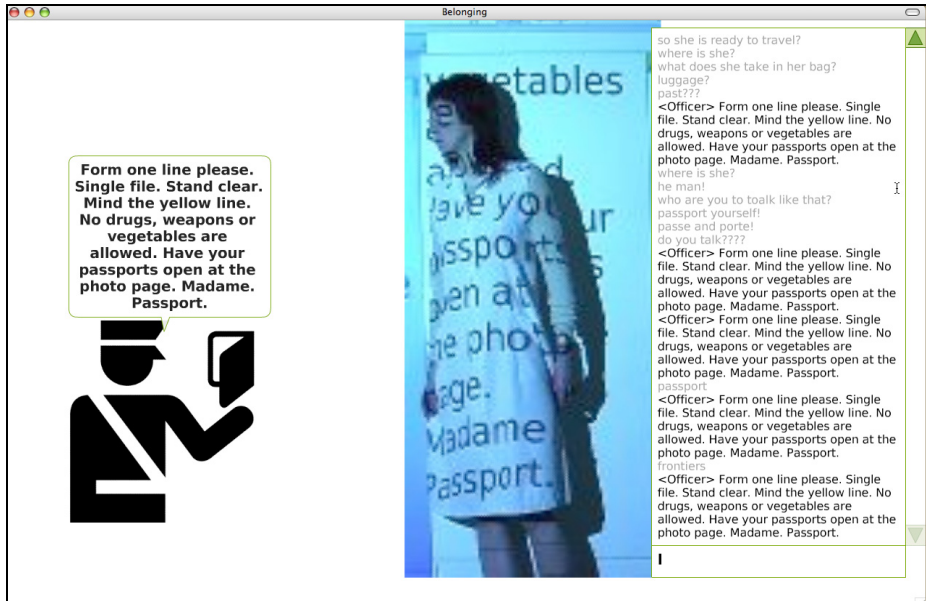 Belonging
Form one line please.
Single file. Stand clear.
Mind the yellow line.
No drugs, weapons or
vegetables are
allowed. Have your
passports open at the
photo page. Madame.
Passport.
vegetables
Have your
passports
open at
the photo
page.
Madame
Passport.
so she is ready to travel?
where is she?
what does she take in her bag?
luggage?
past???
<Officer> Form one line please. Single
file. Stand clear. Mind the yellow line. No
drugs, weapons or vegetables are
allowed. Have your passports open at the
photo page. Madame. Passport.
where is she?
he man!
who are you to toalk like that?
passport yourself!
passe and porte!
do you talk????
<Officer> Form one line please. Single
file. Stand clear. Mind the yellow line. No
drugs, weapons or vegetables are
allowed. Have your passports open at the
photo page. Madame. Passport.
<Officer> Form one line please. Single
file. Stand clear. Mind the yellow line. No
drugs, weapons or vegetables are
allowed. Have your passports open at the
photo page. Madame. Passport.
passport
<Officer> Form one line please. Single
file. Stand clear. Mind the yellow line. No
drugs, weapons or vegetables are
allowed. Have your passports open at the
photo page. Madame. Passport.
frontiers
<Officer> Form one line please. Single
file. Stand clear. Mind the yellow line. No
drugs, weapons or vegetables are
allowed. Have your passports open at the
photo page. Madame. Passport.